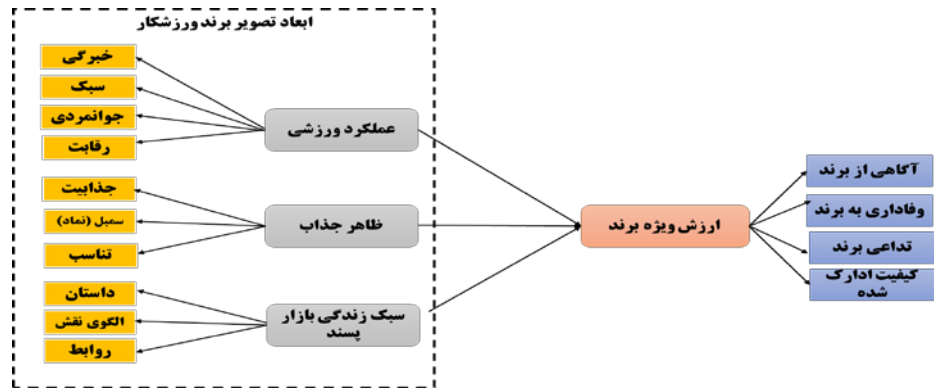 ابعاد تصویر برند ورزشکار
خبرگی
سبک
جوانمردی
رقابت
عملکرد ورزشی
جذابیت
سمبل (نماد)
تناسب
ظاهر جذاب
داستان
الگوی نقش
روابط
سبک زندگی بازار
پسند
ارزش ویژه برند
آگاهی از برند
وفاداری به برند
تداعی برند
کیفیت ادارک
شده